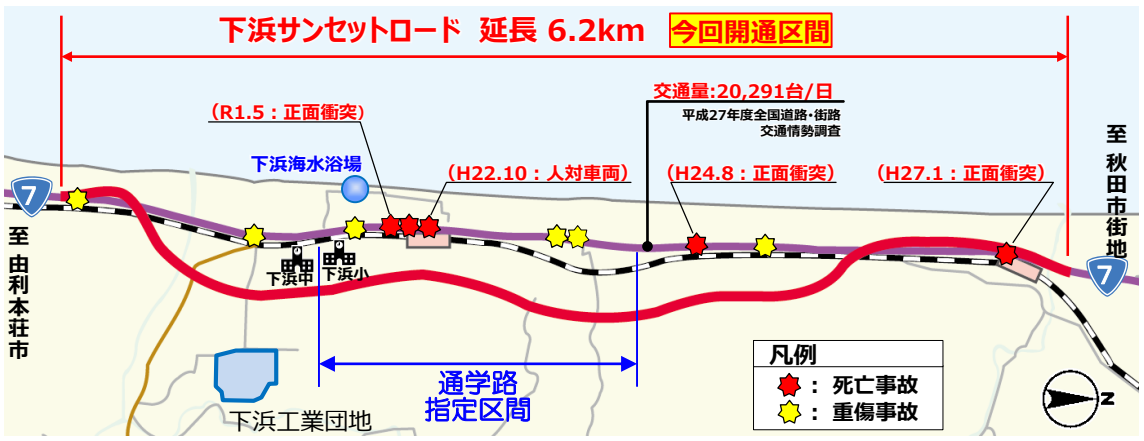 下浜サンセットロード 延長 6.2km 今回開通区間
交通量:20,291台/日
平成27年度全国道路・街路
交通情勢調査
(R1.5：正面衝突)
下浜海水浴場
(H22.10：人対車両)
(H24.8：正面衝突)
(H27.1：正面衝突)
至 秋田市街地
7
至 由利本荘市
下浜中
下浜小
7
通学路
指定区間
下浜工業団地
凡例
：死亡事故
：重傷事故
N